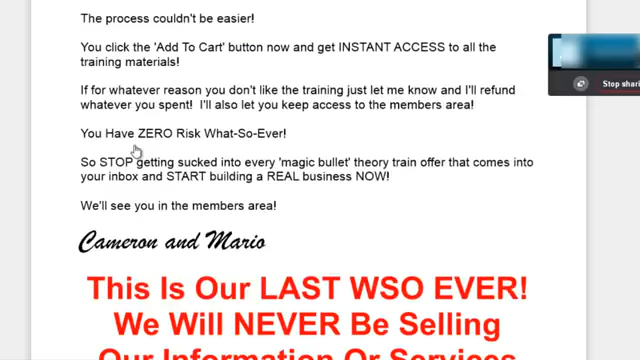 The process couldn't be easier!
You click the 'Add To Cart' button now and get INSTANT ACCESS to all the
training materials!
If for whatever reason you don't like the training just let me know and I'll refund
whatever you spent!  I'll also let you keep access to the members area!
You Have ZERO Risk What-So-Ever!
So STOP getting sucked into every 'magic bullet' theory train offer that comes into
your inbox and START building a REAL business NOW!
We'll see you in the members area!
Cameron and Mario
This Is Our LAST WSO EVER!
We Will NEVER Be Selling
Our Information Or Services
Stop shari